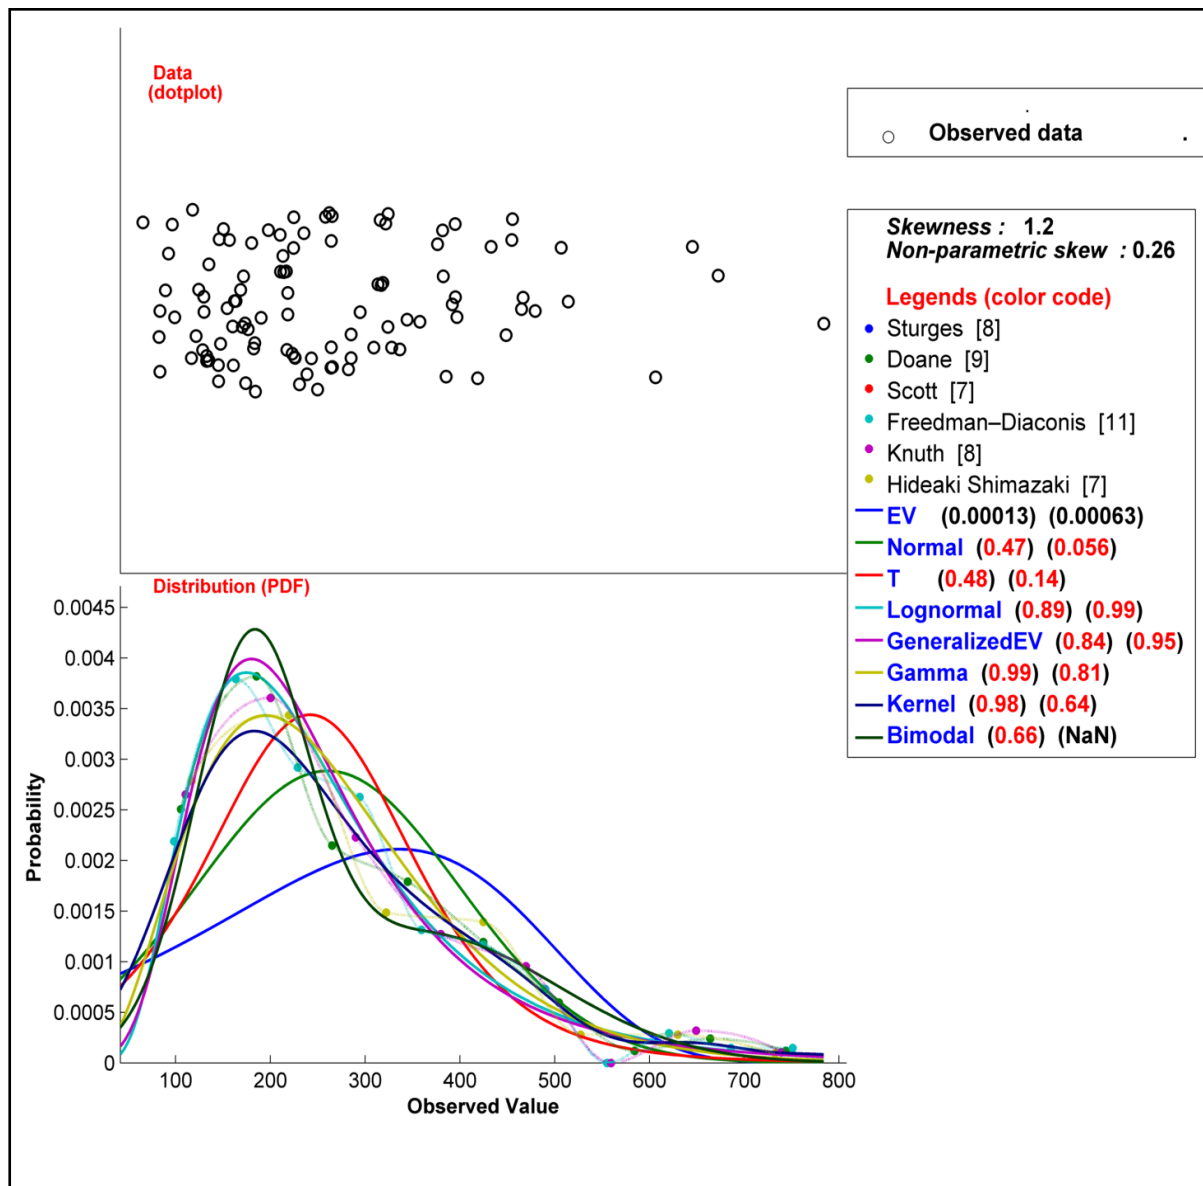 Data
(dotplot)
Observed data
Skewness : 1.2
Non-parametric skew : 0.26
Legends (color code)
Sturges [8]
Doane [9]
Scott [7]
Freedman–Diaconis [11]
Knuth [8]
Hideaki Shimazaki [7]
EV (0.00013) (0.00063)
Normal (0.47) (0.056)
T (0.48) (0.14)
Lognormal (0.89) (0.99)
GeneralizedEV (0.84) (0.95)
Gamma (0.99) (0.81)
Kernel (0.98) (0.64)
Bimodal (0.66) (NaN)
Distribution (PDF)
0.0045
0.004
0.0035
0.003
0.0025
0.002
0.0015
0.001
0.0005
0
Probability
100 200 300 400 500 600 700 800
Observed Value